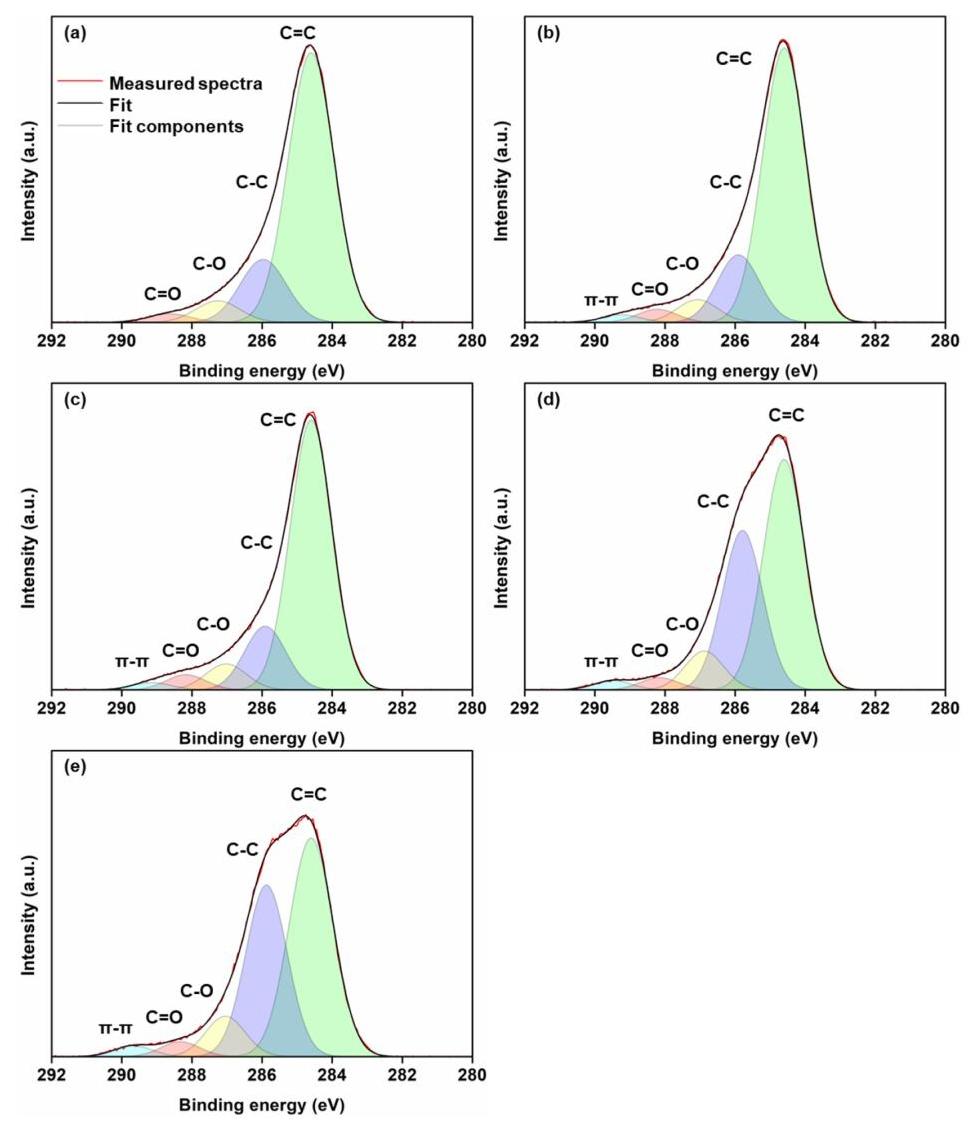 (a)
C=C
Measured spectra
Fit
Fit components
C-C
C-O
C=O
Intensity (a.u.)
292 290 288 286 284 282 280
Binding energy (eV)
(b)
C=C
C-C
C-O
C=O
π-π
Intensity (a.u.)
292 290 288 286 284 282 280
Binding energy (eV)
(c)
C=C
C-C
C-O
C=O
π-π
Intensity (a.u.)
292 290 288 286 284 282 280
Binding energy (eV)
(d)
C=C
C-C
C-O
C=O
π-π
Intensity (a.u.)
292 290 288 286 284 282 280
Binding energy (eV)
(e)
C=C
C-C
C-O
C=O
π-π
Intensity (a.u.)
292 290 288 286 284 282 280
Binding energy (eV)